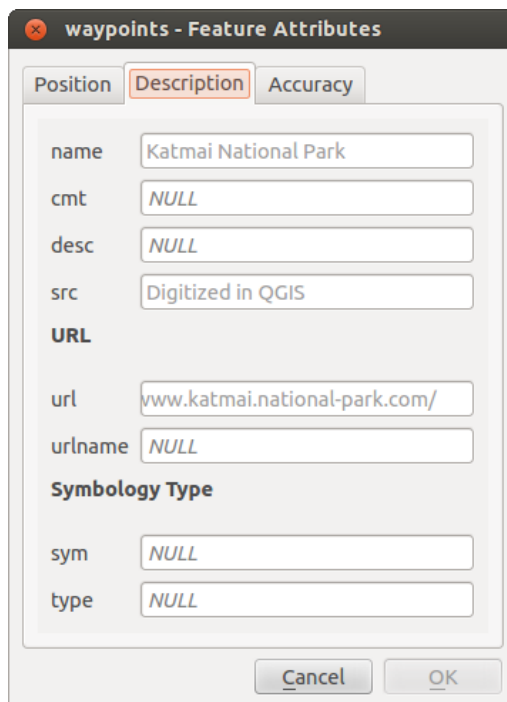 waypoints - Feature Attributes
Position Description Accuracy
name Katmai National Park
cmt NULL
desc NULL
src Digitized in QGIS
URL
url www.katmai.national-park.com/
urlname NULL
Symbology Type
sym NULL
type NULL
Cancel OK